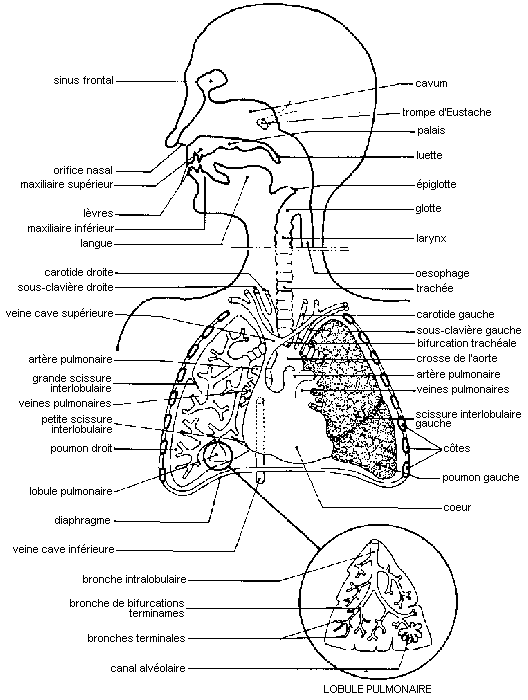 sinus frontal
orifice nasal
maxiliaire supérieur
lèvres
maxiliaire inférieur
langue
carotide droite
sous-clavière droite
veine cave supérieure
artère pulmonaire
grande scissure
interlobulaire
veines pulmonaires
petite scissure
interlobulaire
poumon droit
lobule pulmonaire
diaphragme
veine cave inférieure
cavum
trompe d'Eustache
palais
luette
épiglotte
glotte
larynx
oesophage
trachée
carotide gauche
sous-clavière gauche
bifurcation trachéale
crosse de l'aorte
artère pulmonaire
veines pulmonaires
scissure interlobulaire
gauche
côtes
poumon gauche
coeur
bronche intralobulaire
bronche de bifurcations
terminames
bronches terminales
canal alvéolaire
LOBULE PULMONAIRE